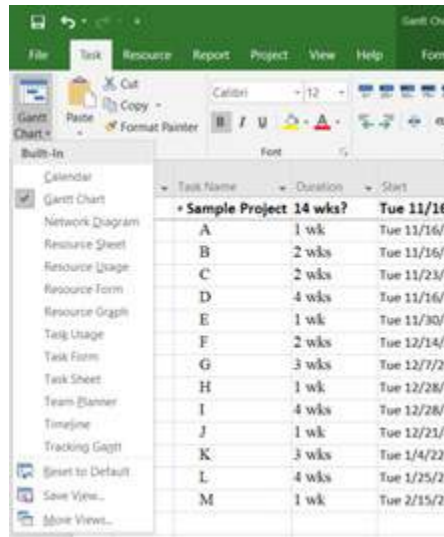 Gantt Ch
File Task Resource Report Project View Help Form
Gantt Chart Paste
Cut
Copy
Format Painter
Calibri 12
B I U A
Font
Built-In
Calendar
Gantt Chart
Network Diagram
Resource Sheet
Resource Usage
Resource Form
Resource Graph
Task Usage
Task Form
Task Sheet
Team Planner
Timeline
Tracking Gantt
Reset to Default
Save View...
More Views...
Task Name Duration Start
Sample Project 14 wks? Tue 11/16
A 1 wk Tue 11/16/
B 2 wks Tue 11/16/
C 2 wks Tue 11/23/
D 4 wks Tue 11/16/
E 1 wk Tue 11/30/
F 2 wks Tue 12/14/
G 3 wks Tue 12/7/2
H 1 wk Tue 12/28/
I 4 wks Tue 12/28/
J 1 wk Tue 12/21/
K 3 wks Tue 1/4/22
L 4 wks Tue 1/25/2
M 1 wk Tue 2/15/2